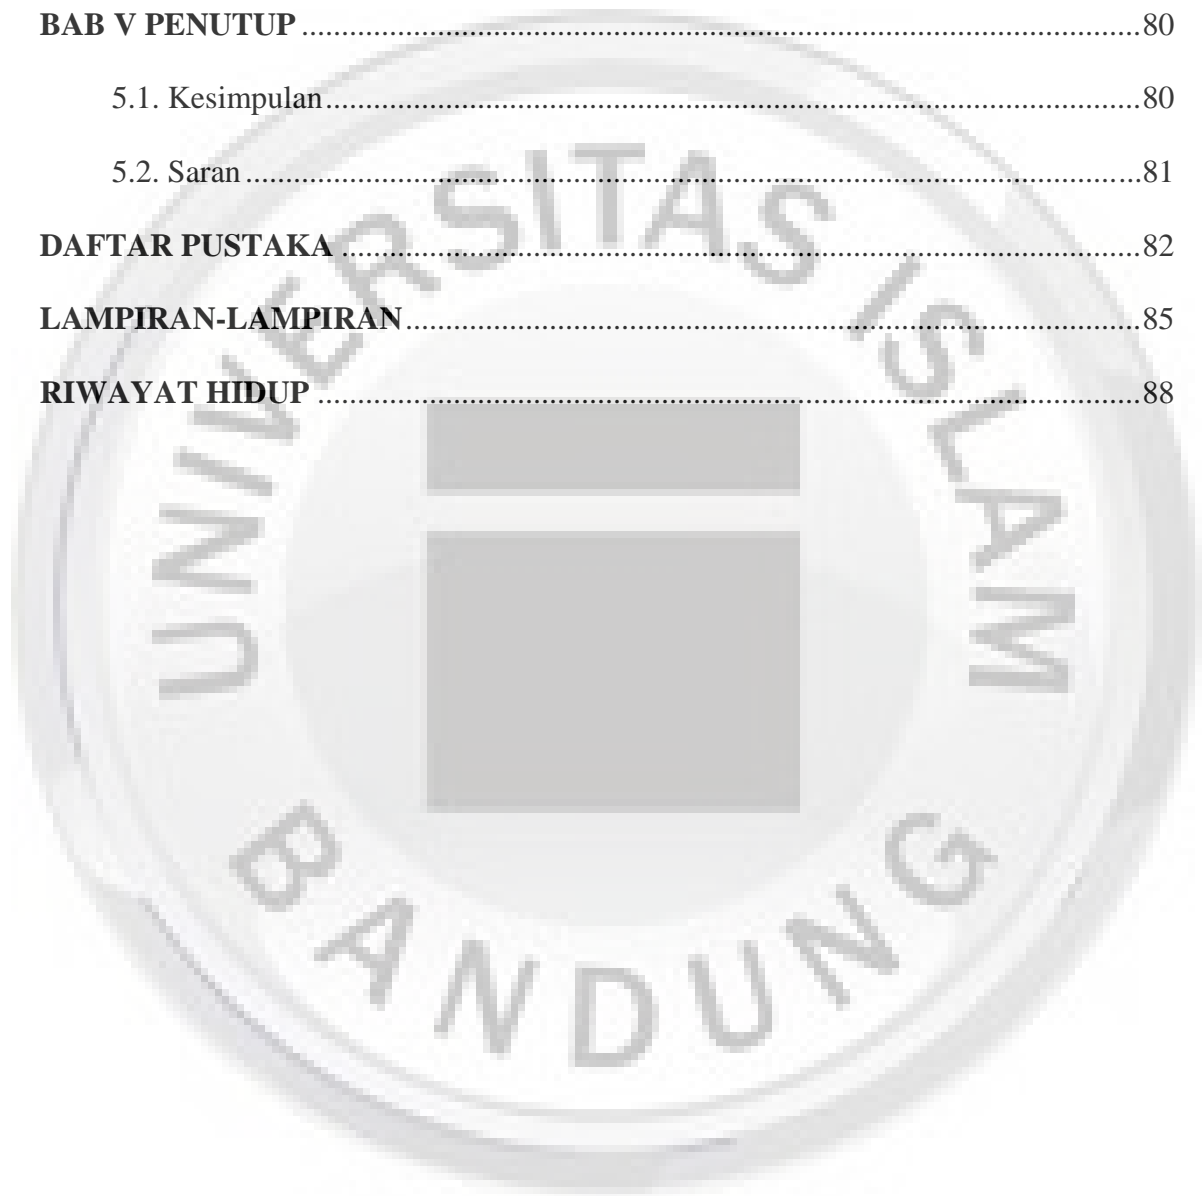 BAB V PENUTUP ........................................................................................................... 80
5.1. Kesimpulan ........................................................................................................ 80
5.2. Saran .................................................................................................................. 81
DAFTAR PUSTAKA ...................................................................................................... 82
LAMPIRAN-LAMPIRAN .............................................................................................. 85
RIWAYAT HIDUP ......................................................................................................... 88
UNIVERSITAS ISLAM
BANDUNG